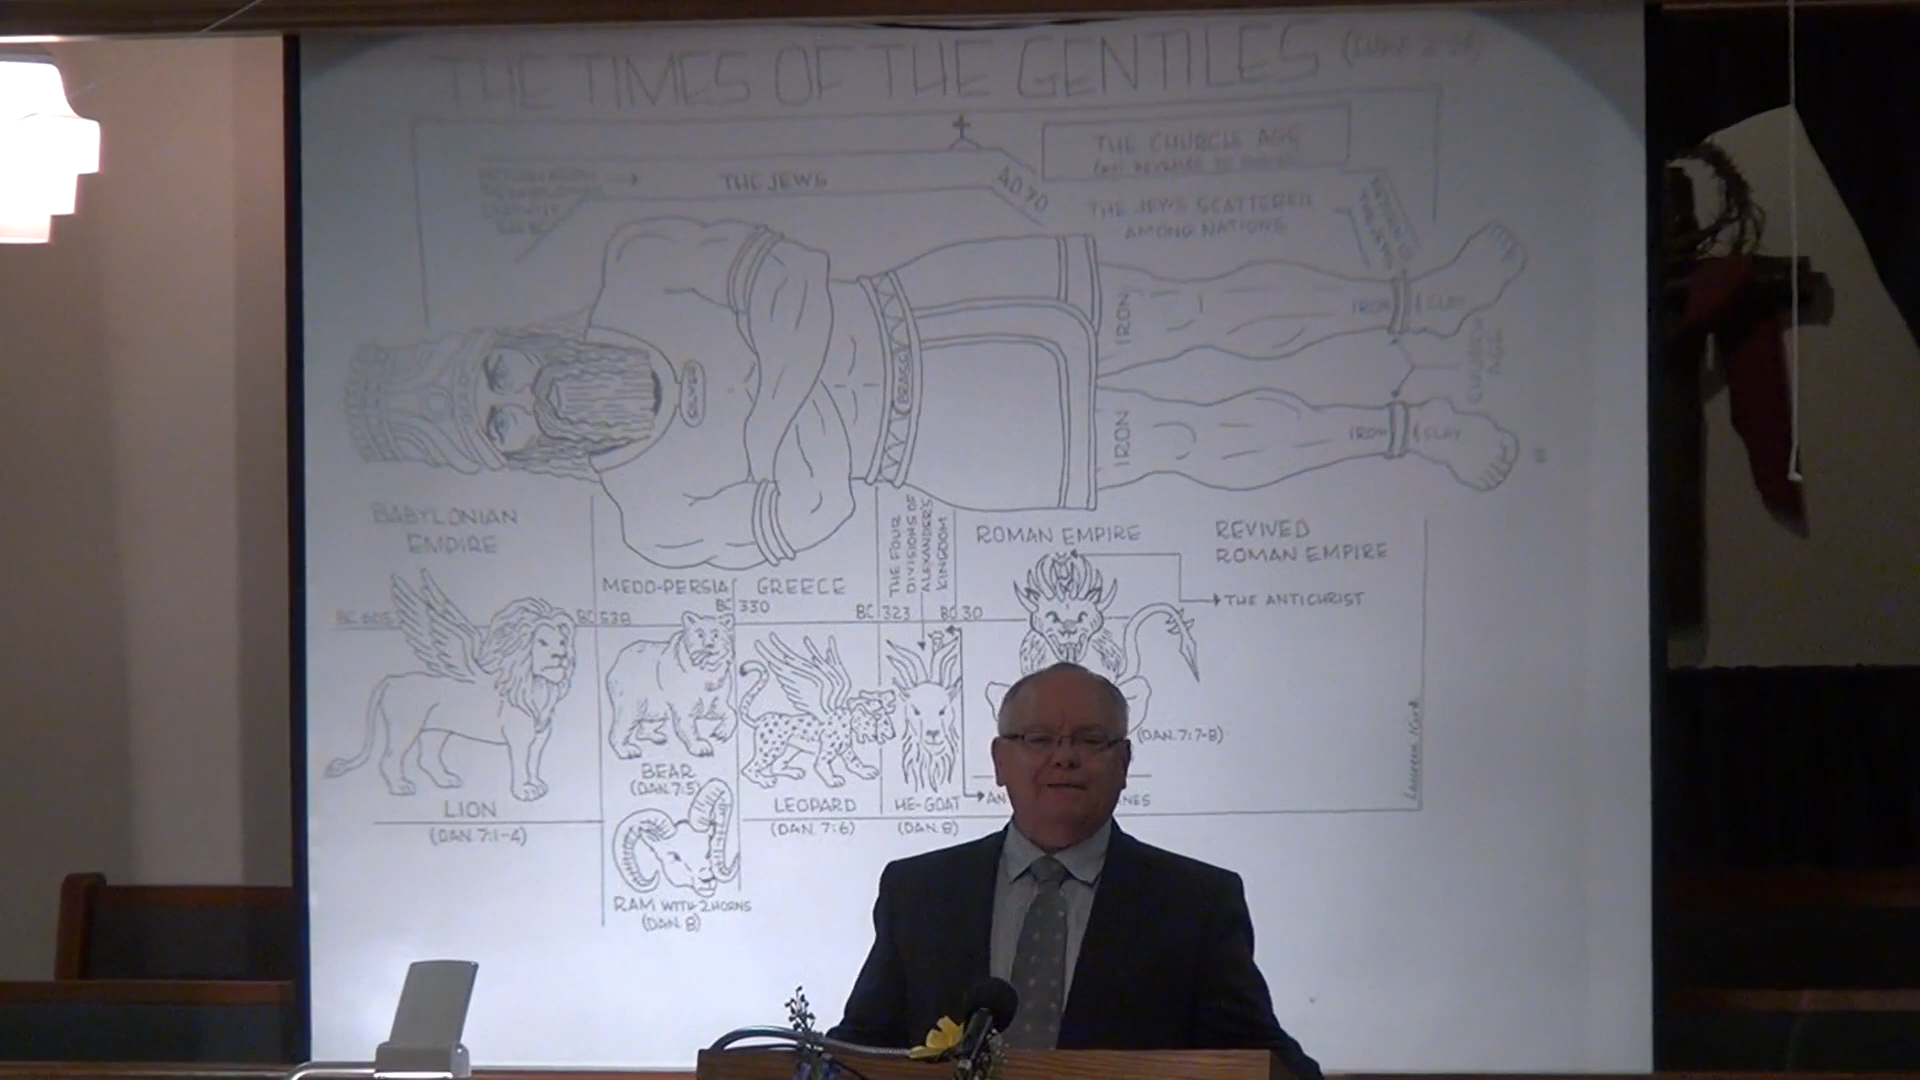 THE TIMES OF THE GENTILES
THE CHURCH AGE
THE JEWS
AD. 70
THE JEWS SCATTERED
AMONG NATIONS
SILVER
BRASS
IRON
IRON
IRON & CLAY
IRON & CLAY
CHURCH
AGE
BABYLONIAN
EMPIRE
MEDO-PERSIA
GREECE
THE FOUR
DIVISIONS OF
ALEXANDER'S
KINGDOM
ROMAN EMPIRE
REVIVED
ROMAN EMPIRE
THE ANTICHRIST
BC 605
BC 538
BC 330
BC 323
BC 30
LION
(DAN. 7:1-4)
BEAR
(DAN. 7:5)
RAM WITH 2 HORNS
(DAN. 8)
LEOPARD
(DAN. 7:6)
HE-GOAT
(DAN. 8)
(DAN. 7:7-8)